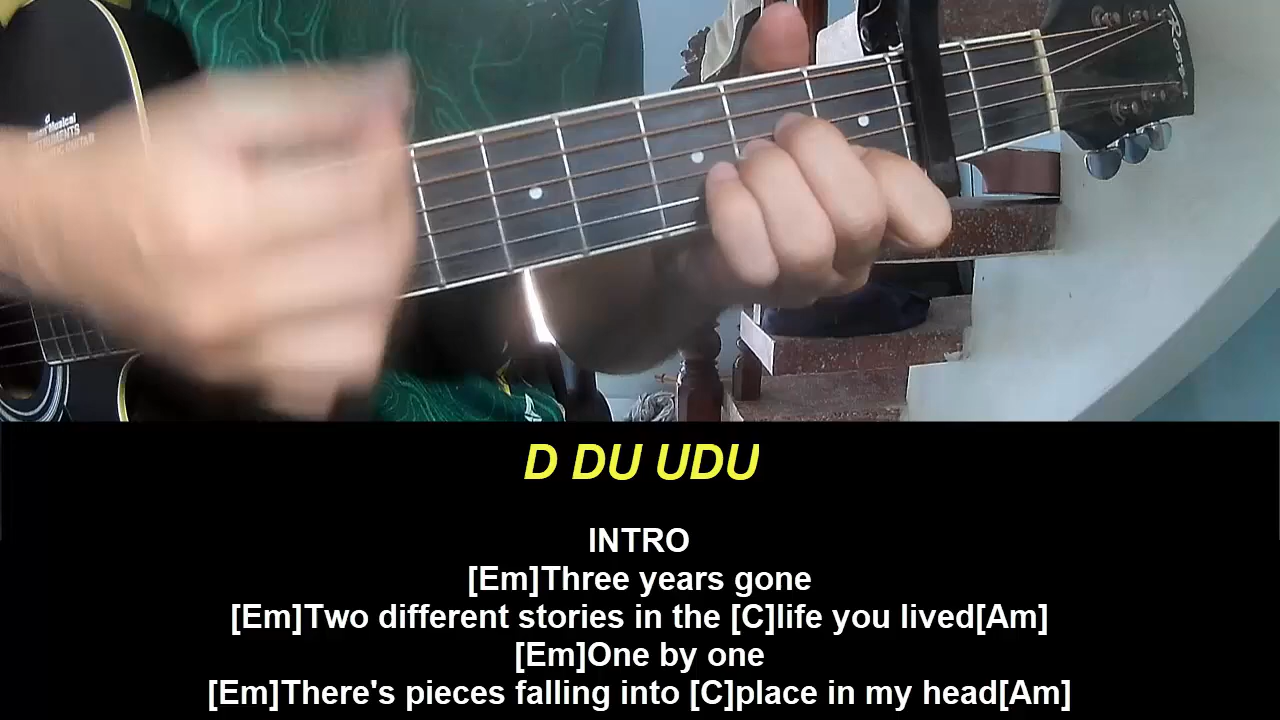 D DU UDU
INTRO
[Em]Three years gone
[Em]Two different stories in the [C]life you lived[Am]
[Em]One by one
[Em]There's pieces falling into [C]place in my head[Am]